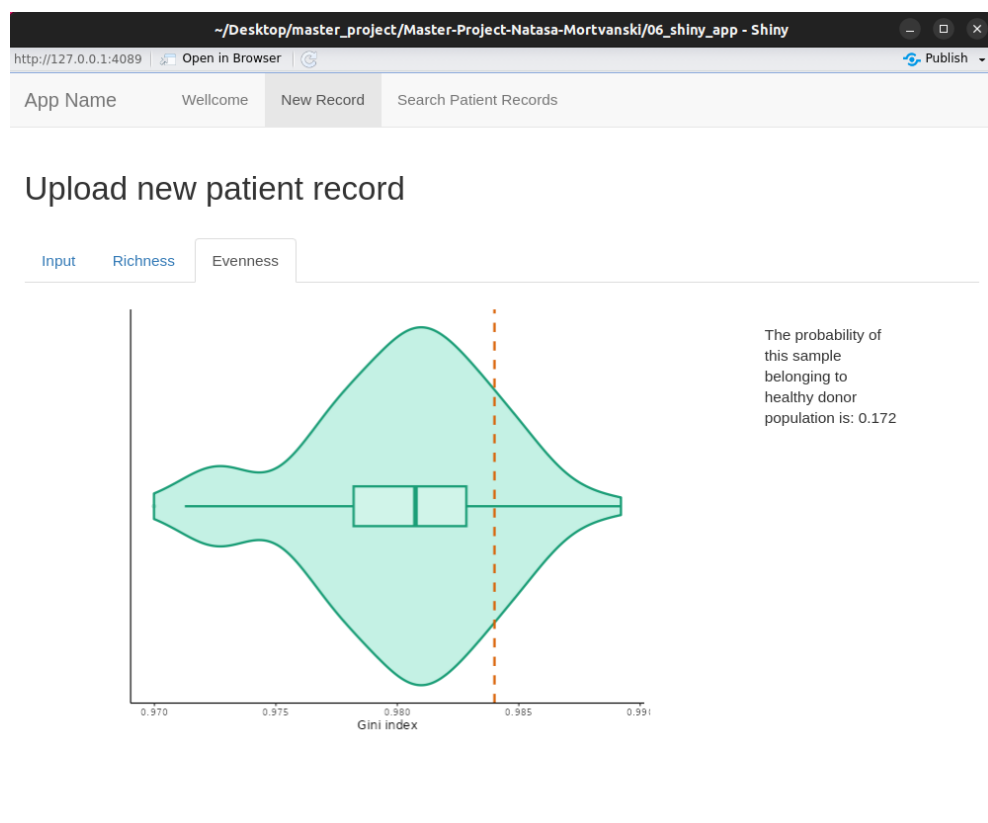 ~/Desktop/master_project/Master-Project-Natasa-Mortvanski/06_shiny_app - Shiny
http://127.0.0.1:4089 Open in Browser Publish
App Name Wellcome New Record Search Patient Records
Upload new patient record
Input Richness Evenness
The probability of
this sample
belonging to
healthy donor
population is: 0.172
0.970 0.975 0.980 0.985
Gini index